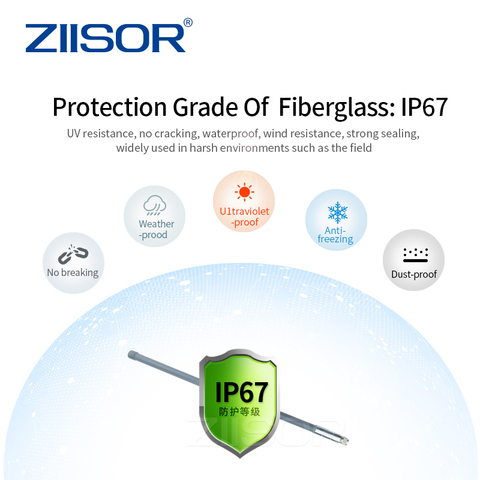 ZIISOR®
Protection Grade Of Fiberglass: IP67
UV resistance, no cracking, waterproof, wind resistance, strong sealing,
widely used in harsh environments such as the field
No breaking
Weather
-prood
U1traviolet
-proof
Anti-
freezing
Dust-proof
IP67
防护等级
ZIISOR